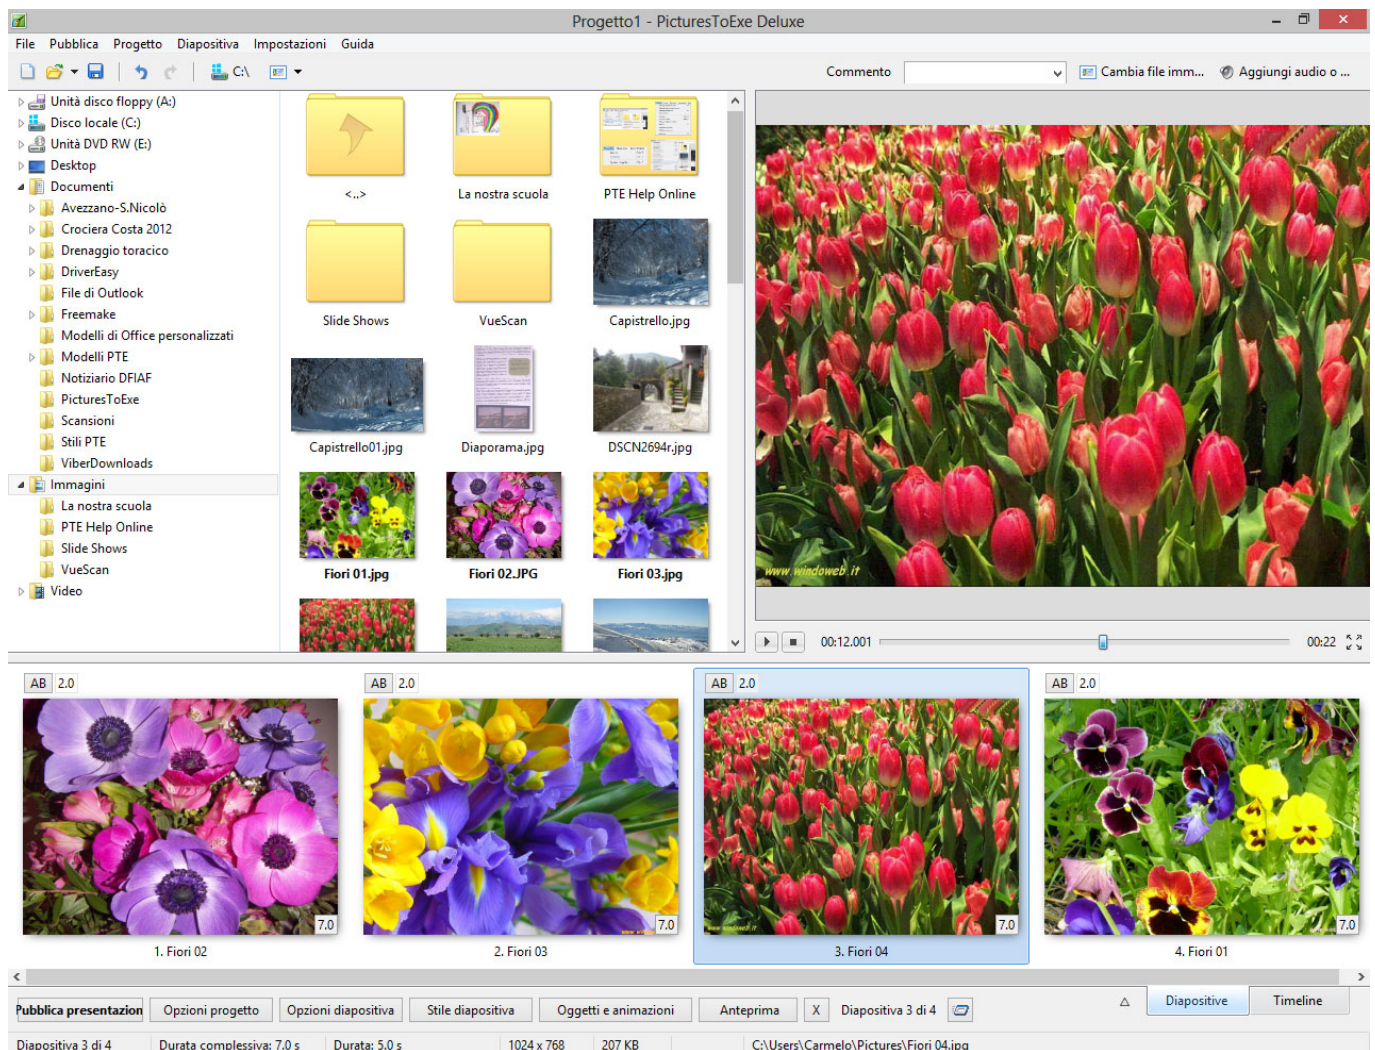 Progetto1 - PicturesToExe Deluxe
File Pubblica Progetto Diapositiva Impostazioni Guida
C:\ Commento Cambia file imm... Aggiungi audio o ...
Unità disco floppy (A:)
Disco locale (C:)
Unità DVD RW (E:)
Desktop
Documenti
Avezzano-S.Nicolò
Crociera Costa 2012
Drenaggio toracico
DriverEasy
File di Outlook
Freemake
Modelli di Office personalizzati
Modelli PTE
Notiziario DFIAF
PicturesToExe
Scansioni
Stili PTE
ViberDownloads
Immagini
La nostra scuola
PTE Help Online
Slide Shows
VueScan
Video
<..> La nostra scuola PTE Help Online
Slide Shows VueScan Capistrello.jpg
Capistrello01.jpg Diaporama.jpg DSCN2694r.jpg
Fiori 01.jpg Fiori 02.JPG Fiori 03.jpg
www.windoweb.it
00:12.001 00:22
AB 2.0 AB 2.0 AB 2.0 AB 2.0
7.0 7.0 7.0 7.0
1. Fiori 02 2. Fiori 03 3. Fiori 04 4. Fiori 01
Pubblica presentazion Opzioni progetto Opzioni diapositiva Stile diapositiva Oggetti e animazioni Anteprima X Diapositiva 3 di 4 Diapositive Timeline
Diapositiva 3 di 4 Durata complessiva: 7.0 s Durata: 5.0 s 1024 x 768 207 KB C:\Users\Carmelo\Pictures\Fiori 04.jpg